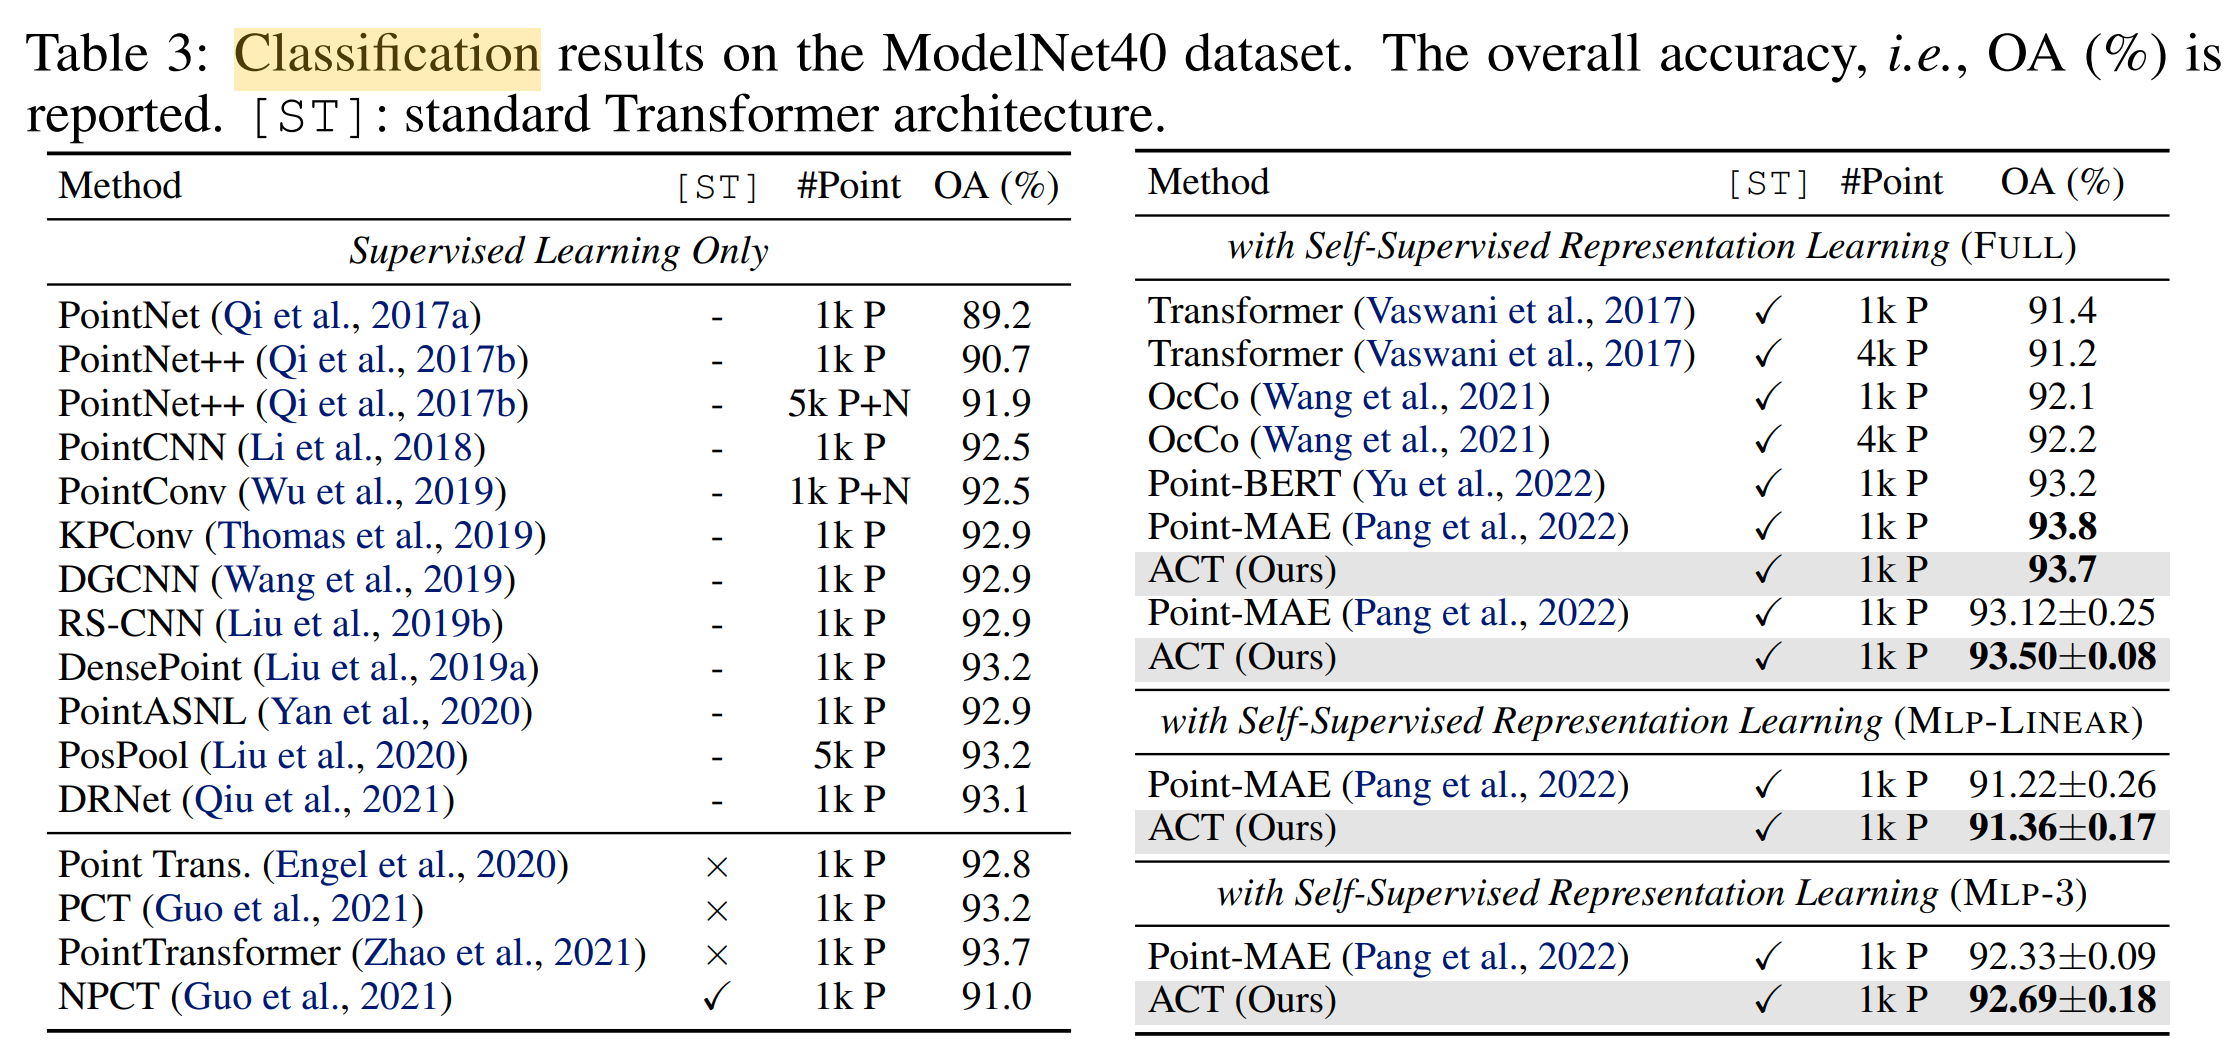 Table 3: Classification results on the ModelNet40 dataset. The overall accuracy, i.e., OA (%) is
reported. [ST]: standard Transformer architecture.
Method [ST] #Point OA (%)
Supervised Learning Only
PointNet (Qi et al., 2017a) - 1k P 89.2
PointNet++ (Qi et al., 2017b) - 1k P 90.7
PointNet++ (Qi et al., 2017b) - 5k P+N 91.9
PointCNN (Li et al., 2018) - 1k P 92.5
PointConv (Wu et al., 2019) - 1k P+N 92.5
KPConv (Thomas et al., 2019) - 1k P 92.9
DGCNN (Wang et al., 2019) - 1k P 92.9
RS-CNN (Liu et al., 2019b) - 1k P 92.9
DensePoint (Liu et al., 2019a) - 1k P 93.2
PointASNL (Yan et al., 2020) - 1k P 92.9
PosPool (Liu et al., 2020) - 5k P 93.2
DRNet (Qiu et al., 2021) - 1k P 93.1
Point Trans. (Engel et al., 2020) × 1k P 92.8
PCT (Guo et al., 2021) × 1k P 93.2
PointTransformer (Zhao et al., 2021) × 1k P 93.7
NPCT (Guo et al., 2021) ✓ 1k P 91.0
Method [ST] #Point OA (%)
with Self-Supervised Representation Learning (FULL)
Transformer (Vaswani et al., 2017) ✓ 1k P 91.4
Transformer (Vaswani et al., 2017) ✓ 4k P 91.2
OcCo (Wang et al., 2021) ✓ 1k P 92.1
OcCo (Wang et al., 2021) ✓ 4k P 92.2
Point-BERT (Yu et al., 2022) ✓ 1k P 93.2
Point-MAE (Pang et al., 2022) ✓ 1k P 93.8
ACT (Ours) ✓ 1k P 93.7
Point-MAE (Pang et al., 2022) ✓ 1k P 93.12±0.25
ACT (Ours) ✓ 1k P 93.50±0.08
with Self-Supervised Representation Learning (MLP-LINEAR)
Point-MAE (Pang et al., 2022) ✓ 1k P 91.22±0.26
ACT (Ours) ✓ 1k P 91.36±0.17
with Self-Supervised Representation Learning (MLP-3)
Point-MAE (Pang et al., 2022) ✓ 1k P 92.33±0.09
ACT (Ours) ✓ 1k P 92.69±0.18